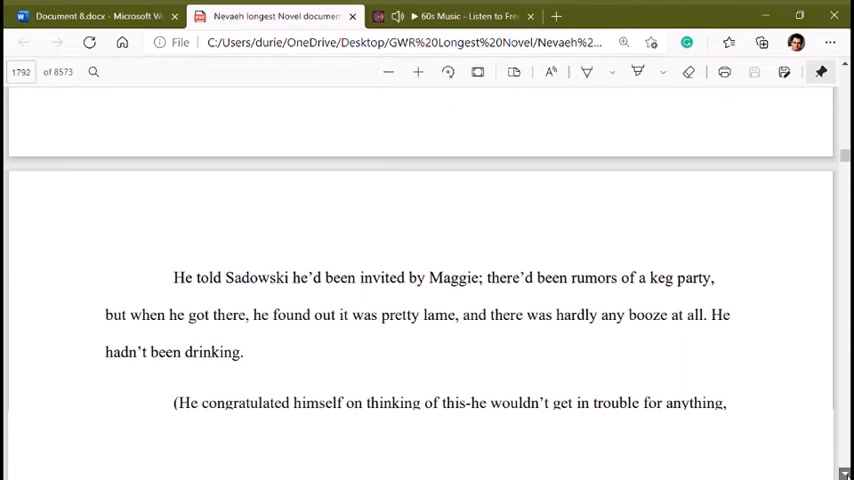 Document 8.docx - Microsoft W
Nevaeh longest Novel documen
60s Music - Listen to Fre
File
C:/Users/durie/OneDrive/Desktop/GWR%20Longest%20Novel/Nevaeh%2...
1792 of 8573
He told Sadowski he’d been invited by Maggie; there’d been rumors of a keg party,
but when he got there, he found out it was pretty lame, and there was hardly any booze at all. He
hadn’t been drinking.
(He congratulated himself on thinking of this-he wouldn’t get in trouble for anything,